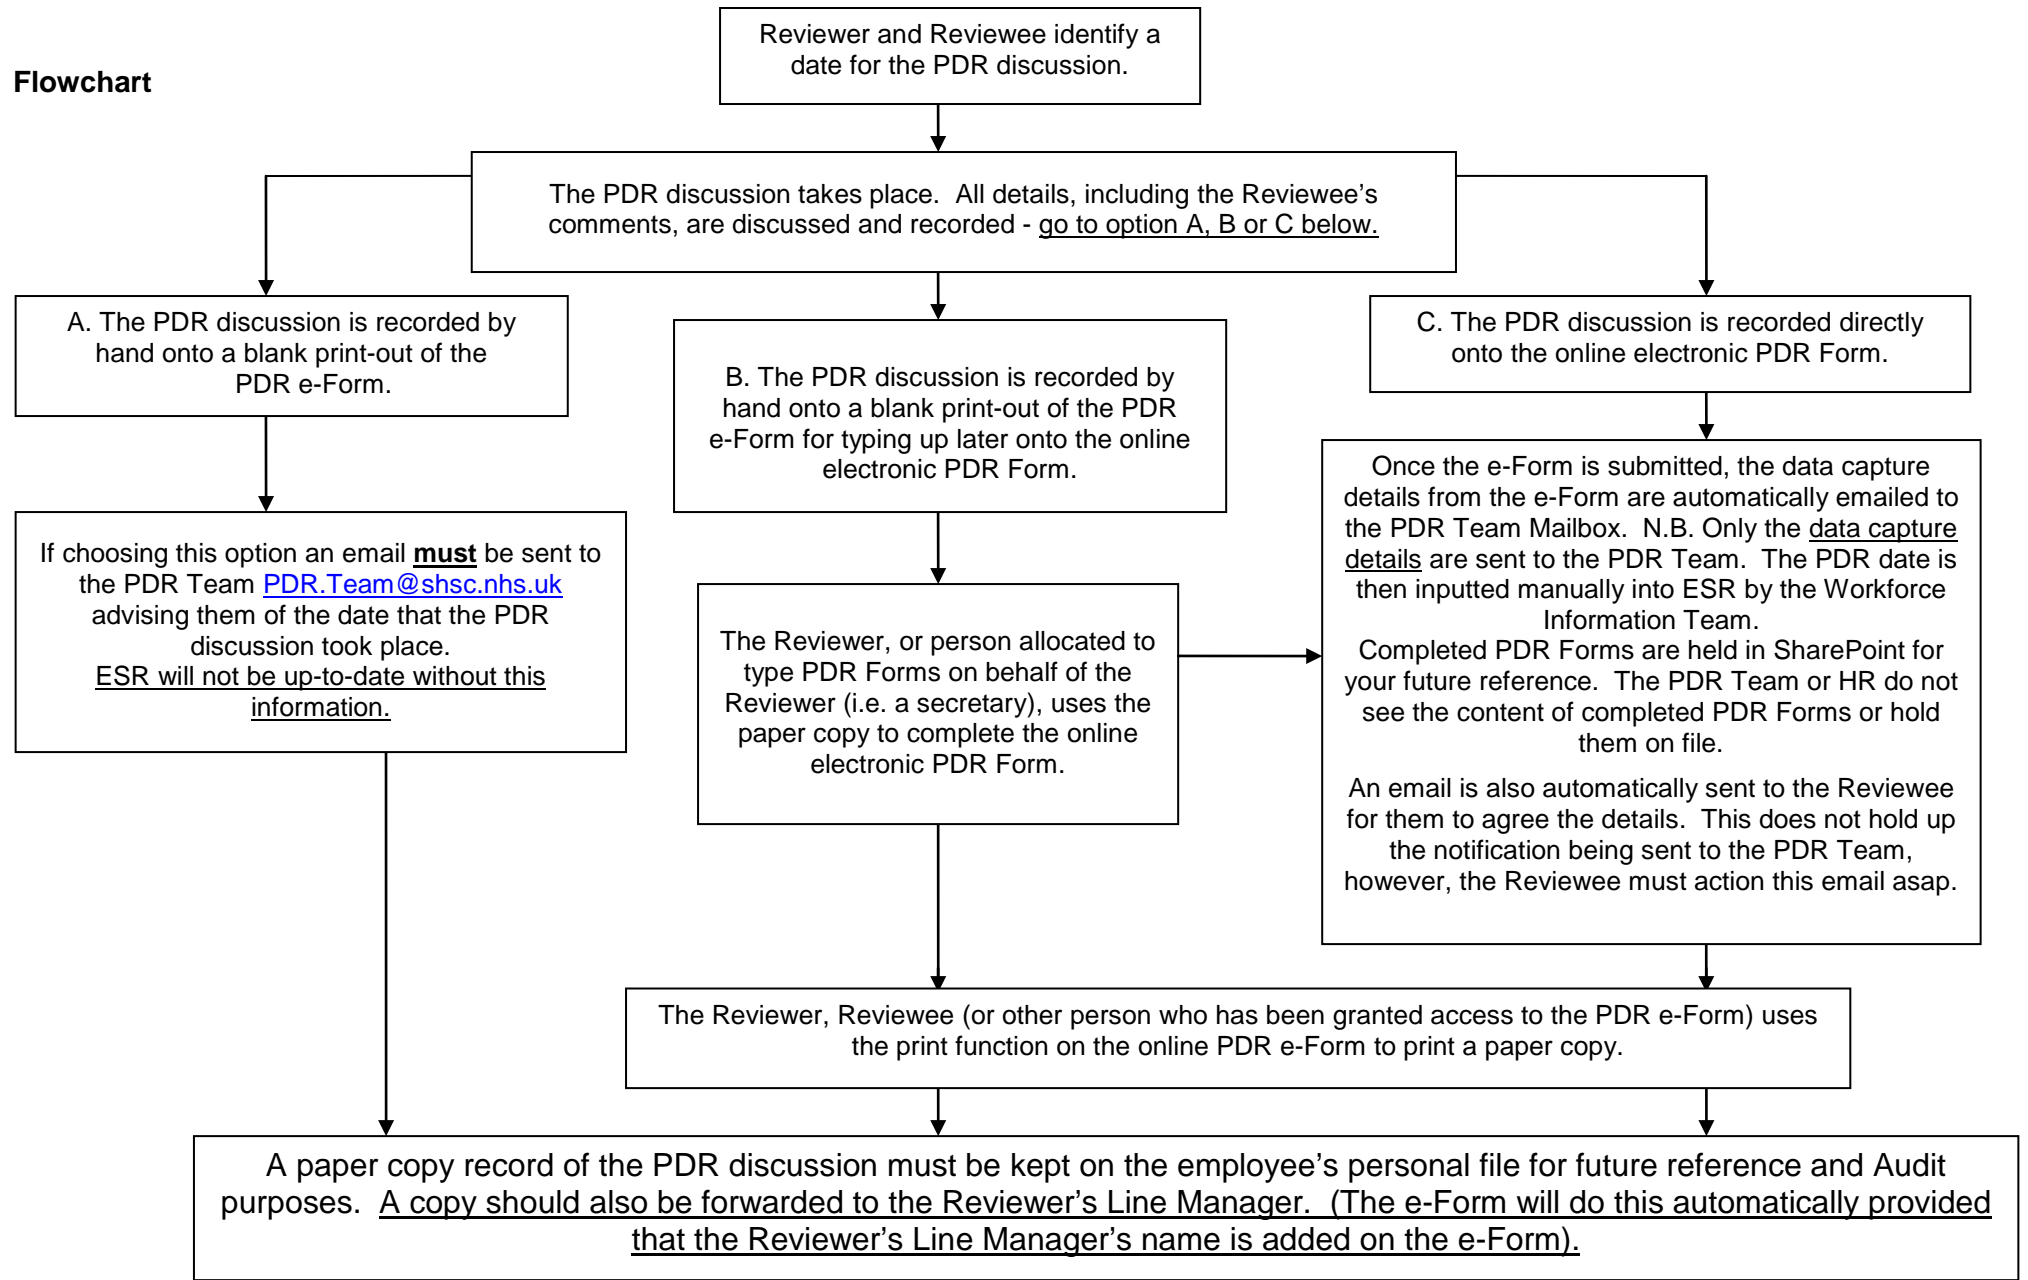 Flowchart
Reviewer and Reviewee identify a
date for the PDR discussion.
The PDR discussion takes place.  All details, including the Reviewee’s
comments, are discussed and recorded - go to option A, B or C below.
A. The PDR discussion is recorded by
hand onto a blank print-out of the
PDR e-Form.
If choosing this option an email must be sent to
the PDR Team PDR.Team@shsc.nhs.uk
advising them of the date that the PDR
discussion took place.
ESR will not be up-to-date without this
information.
B. The PDR discussion is recorded by
hand onto a blank print-out of the PDR
e-Form for typing up later onto the online
electronic PDR Form.
The Reviewer, or person allocated to
type PDR Forms on behalf of the
Reviewer (i.e. a secretary), uses the
paper copy to complete the online
electronic PDR Form.
C. The PDR discussion is recorded directly
onto the online electronic PDR Form.
Once the e-Form is submitted, the data capture
details from the e-Form are automatically emailed to
the PDR Team Mailbox.  N.B. Only the data capture
details are sent to the PDR Team.  The PDR date is
then inputted manually into ESR by the Workforce
Information Team.
Completed PDR Forms are held in SharePoint for
your future reference.  The PDR Team or HR do not
see the content of completed PDR Forms or hold
them on file.
An email is also automatically sent to the Reviewee
for them to agree the details.  This does not hold up
the notification being sent to the PDR Team,
however, the Reviewee must action this email asap.
The Reviewer, Reviewee (or other person who has been granted access to the PDR e-Form) uses
the print function on the online PDR e-Form to print a paper copy.
A paper copy record of the PDR discussion must be kept on the employee’s personal file for future reference and Audit
purposes.  A copy should also be forwarded to the Reviewer’s Line Manager.  (The e-Form will do this automatically provided
that the Reviewer’s Line Manager’s name is added on the e-Form).